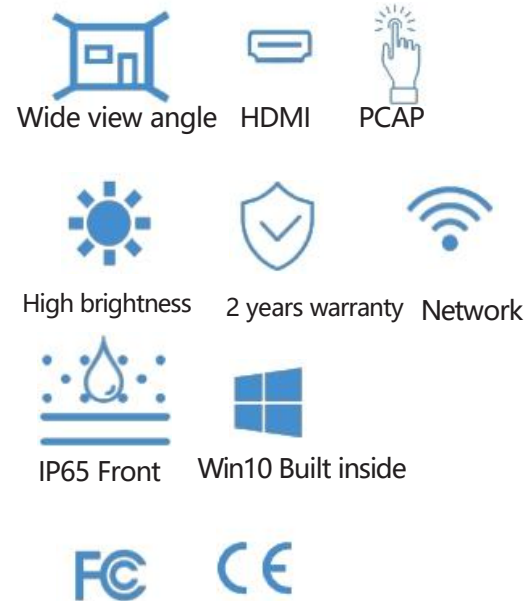 Wide view angle HDMI PCAP
High brightness 2 years warranty Network
IP65 Front Win10 Built inside
FC CE